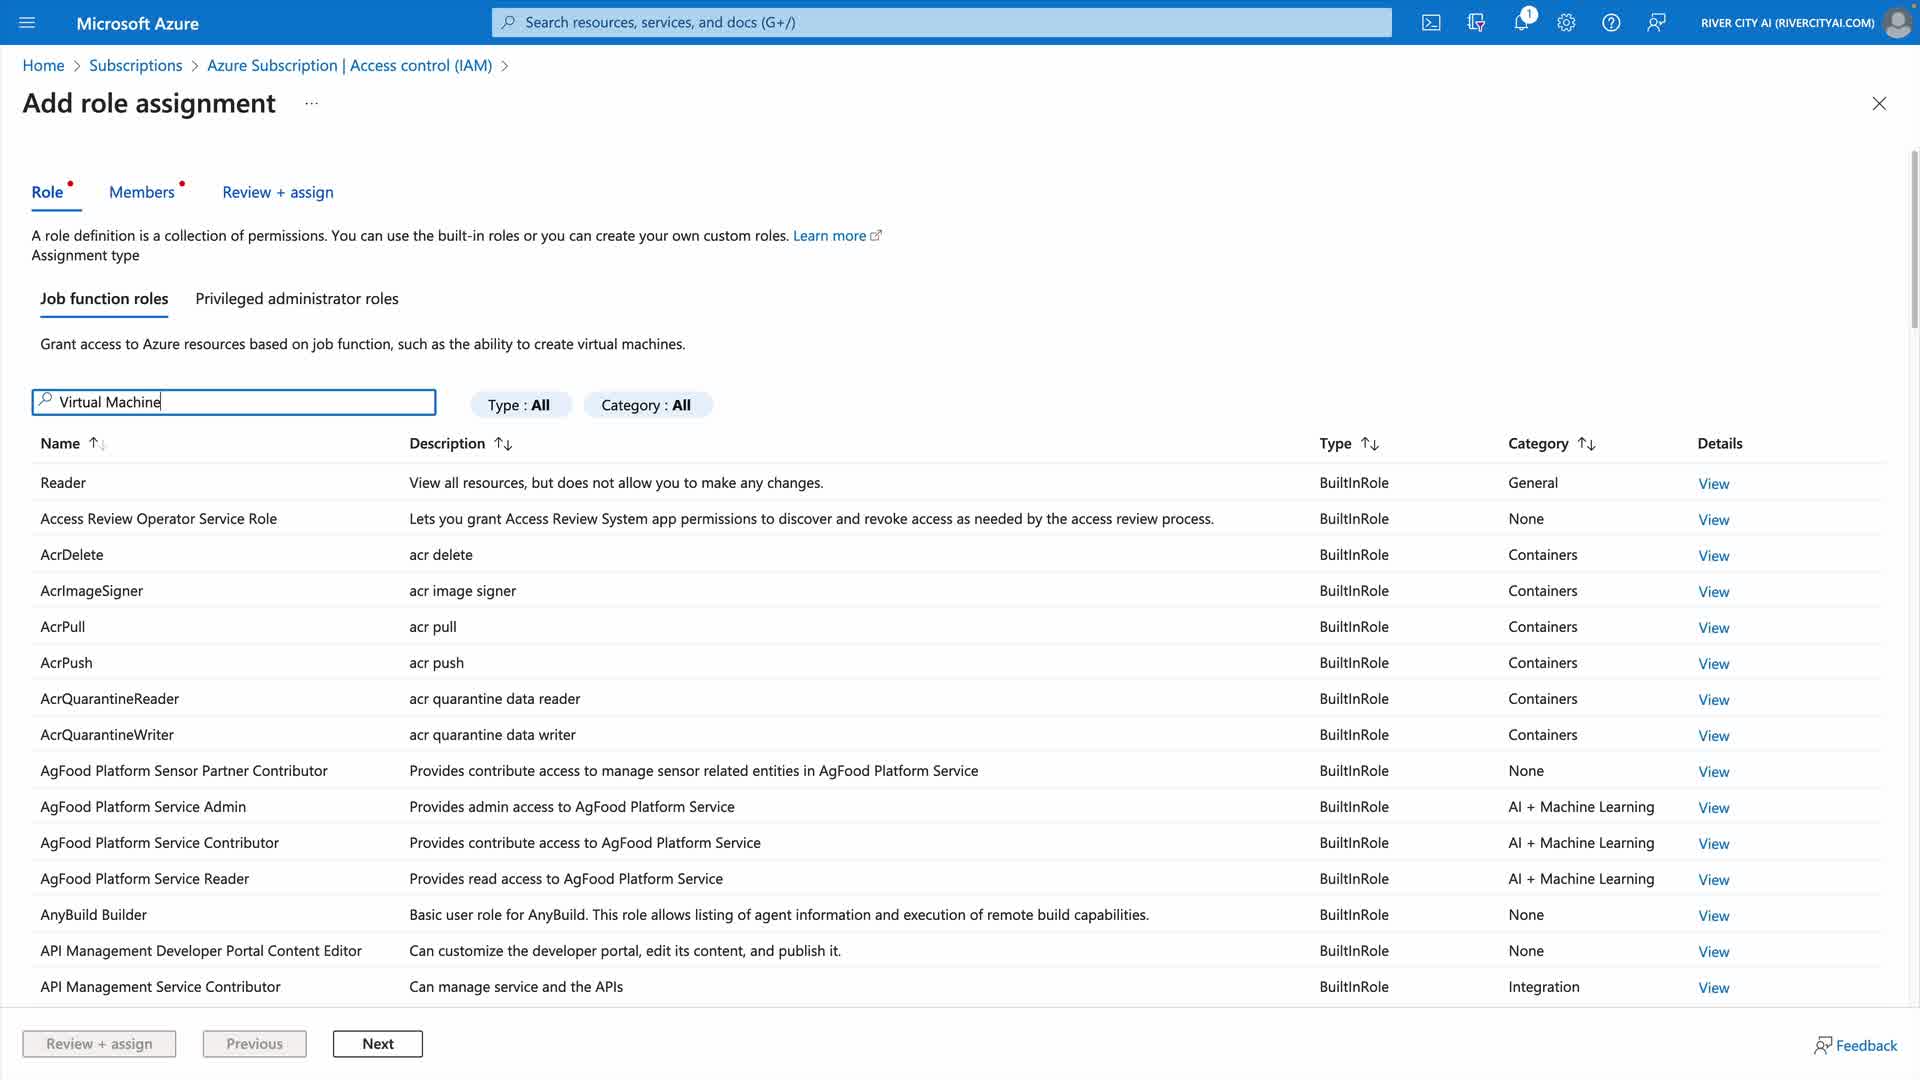 Microsoft Azure
Search resources, services, and docs (G+/)
1
RIVER CITY AI (RIVERCITYAI.COM)
Home > Subscriptions > Azure Subscription | Access control (IAM) >
Add role assignment ...
Role Members Review + assign
A role definition is a collection of permissions. You can use the built-in roles or you can create your own custom roles. Learn more
Assignment type
Job function roles Privileged administrator roles
Grant access to Azure resources based on job function, such as the ability to create virtual machines.
Virtual Machine Type : All Category : All
Name ↑↓ Description ↑↓ Type ↑↓ Category ↑↓ Details
Reader View all resources, but does not allow you to make any changes. BuiltInRole General View
Access Review Operator Service Role Lets you grant Access Review System app permissions to discover and revoke access as needed by the access review process. BuiltInRole None View
AcrDelete acr delete BuiltInRole Containers View
AcrImageSigner acr image signer BuiltInRole Containers View
AcrPull acr pull BuiltInRole Containers View
AcrPush acr push BuiltInRole Containers View
AcrQuarantineReader acr quarantine data reader BuiltInRole Containers View
AcrQuarantineWriter acr quarantine data writer BuiltInRole Containers View
AgFood Platform Sensor Partner Contributor Provides contribute access to manage sensor related entities in AgFood Platform Service BuiltInRole None View
AgFood Platform Service Admin Provides admin access to AgFood Platform Service BuiltInRole AI + Machine Learning View
AgFood Platform Service Contributor Provides contribute access to AgFood Platform Service BuiltInRole AI + Machine Learning View
AgFood Platform Service Reader Provides read access to AgFood Platform Service BuiltInRole AI + Machine Learning View
AnyBuild Builder Basic user role for AnyBuild. This role allows listing of agent information and execution of remote build capabilities. BuiltInRole None View
API Management Developer Portal Content Editor Can customize the developer portal, edit its content, and publish it. BuiltInRole None View
API Management Service Contributor Can manage service and the APIs BuiltInRole Integration View
Review + assign Previous Next Feedback